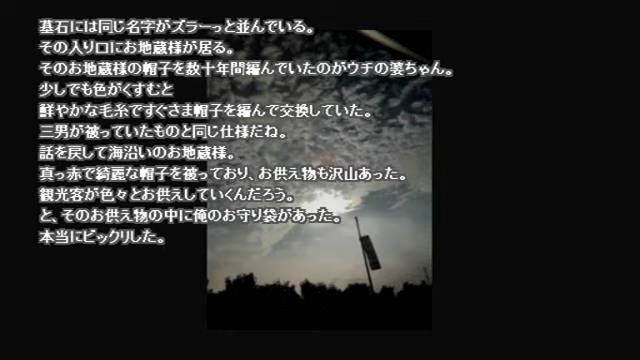 墓石には同じ名字がズラーっと並んでいる。
その入り口にお地蔵様が居る。
そのお地蔵様の帽子を数十年間編んでいたのがウチの婆ちゃん。
少しでも色がくすむと
鮮やかな毛糸ですぐさま帽子を編んで交換していた。
三男が被っていたものと同じ仕様だね。
話を戻して海沿いのお地蔵様。
真っ赤で綺麗な帽子を被っており、お供え物も沢山あった。
観光客が色々とお供えしていくんだろう。
と、そのお供え物の中に俺のお守り袋があった。
本当にビックリした。